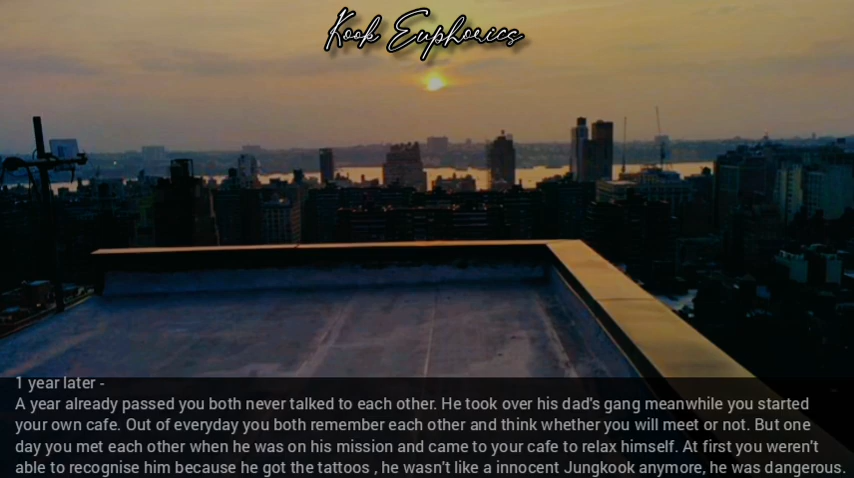 Kook Euphorics
1 year later -
A year already passed you both never talked to each other. He took over his dad's gang meanwhile you started
your own cafe. Out of everyday you both remember each other and think whether you will meet or not. But one
day you met each other when he was on his mission and came to your cafe to relax himself. At first you weren't
able to recognise him because he got the tattoos , he wasn't like a innocent Jungkook anymore, he was dangerous.